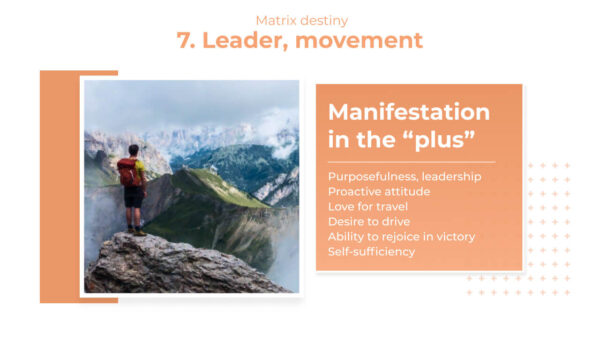 Matrix destiny
7. Leader, movement
Manifestation
in the “plus”
Purposefulness, leadership
Proactive attitude
Love for travel
Desire to drive
Ability to rejoice in victory
Self-sufficiency